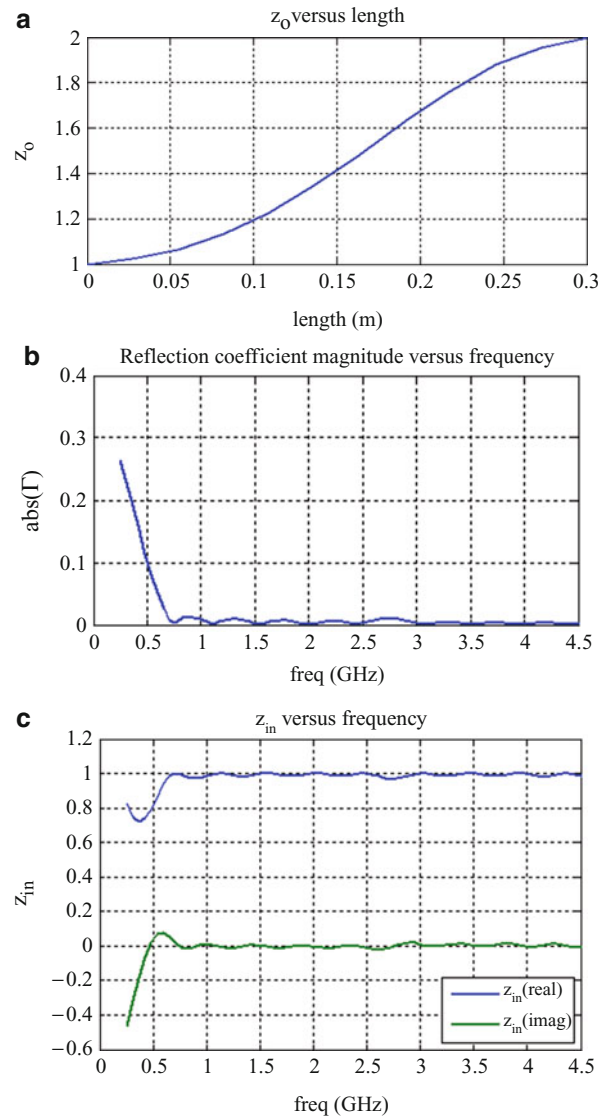 a
z_o versus length
2
1.8
1.6
1.4
1.2
1
z_o
0 0.05 0.1 0.15 0.2 0.25 0.3
length (m)
b
Reflection coefficient magnitude versus frequency
0.4
0.3
0.2
0.1
0
abs(Γ)
0 0.5 1 1.5 2 2.5 3 3.5 4 4.5
freq (GHz)
c
z_in versus frequency
1.2
1
0.8
0.6
0.4
0.2
0
−0.2
−0.4
−0.6
z_in
0 0.5 1 1.5 2 2.5 3 3.5 4 4.5
z_in(real)
z_in(imag)
freq (GHz)